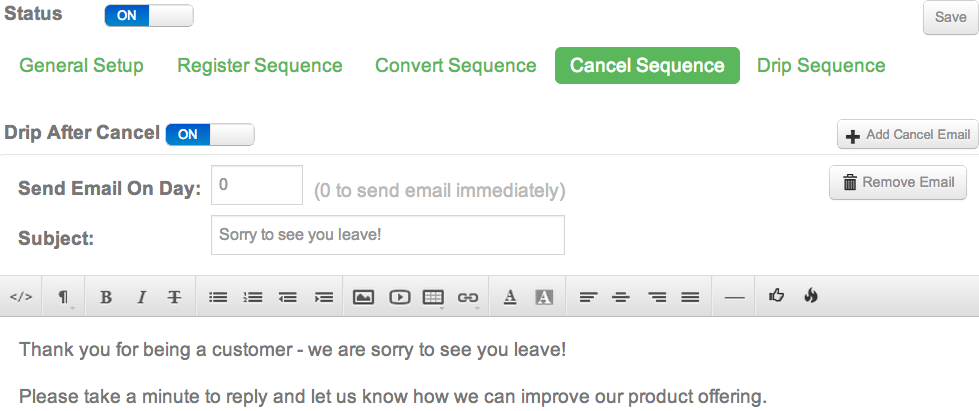 Status ON Save
General Setup Register Sequence Convert Sequence Cancel Sequence Drip Sequence
Drip After Cancel ON Add Cancel Email
Send Email On Day: 0 (0 to send email immediately) Remove Email
Subject: Sorry to see you leave!
</> ¶ B I T A A
Thank you for being a customer - we are sorry to see you leave!
Please take a minute to reply and let us know how we can improve our product offering.